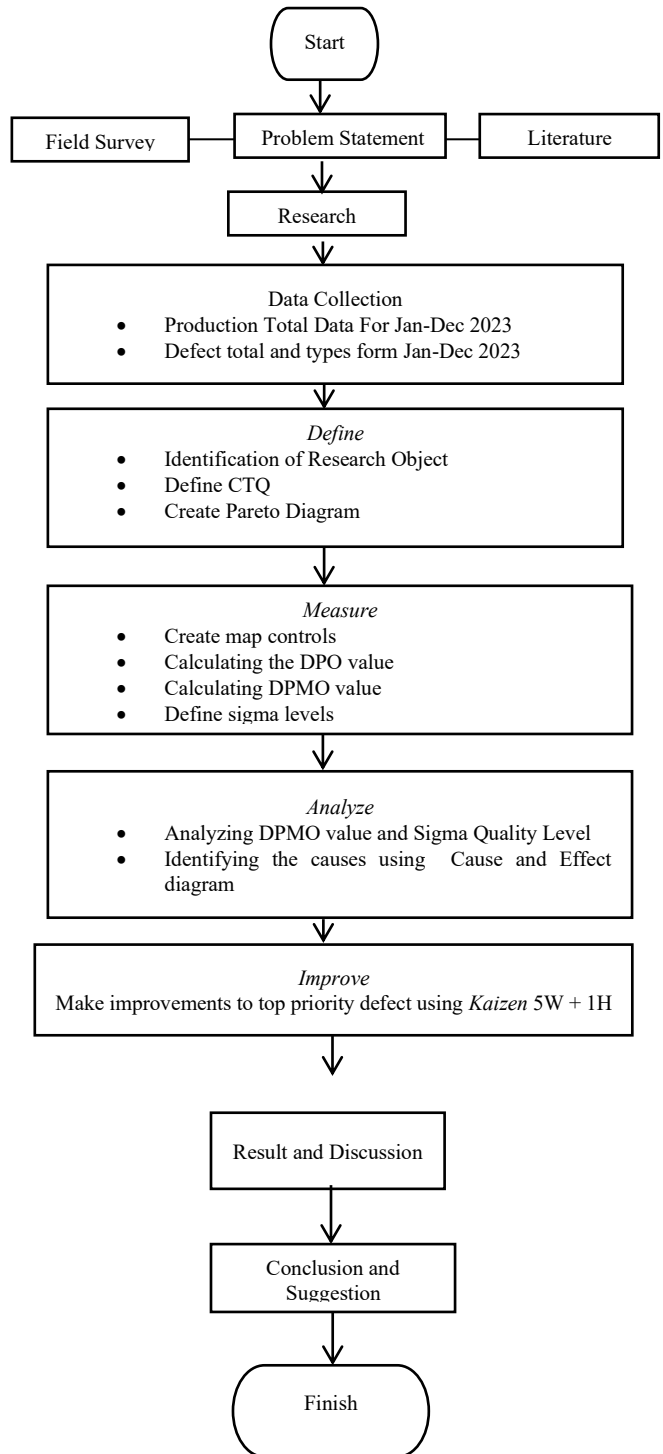 Start
Field Survey
Problem Statement
Literature
Research
Data Collection
• Production Total Data For Jan-Dec 2023
• Defect total and types form Jan-Dec 2023
Define
• Identification of Research Object
• Define CTQ
• Create Pareto Diagram
Measure
• Create map controls
• Calculating the DPO value
• Calculating DPMO value
• Define sigma levels
Analyze
• Analyzing DPMO value and Sigma Quality Level
• Identifying the causes using Cause and Effect
diagram
Improve
Make improvements to top priority defect using Kaizen 5W + 1H
Result and Discussion
Conclusion and
Suggestion
Finish